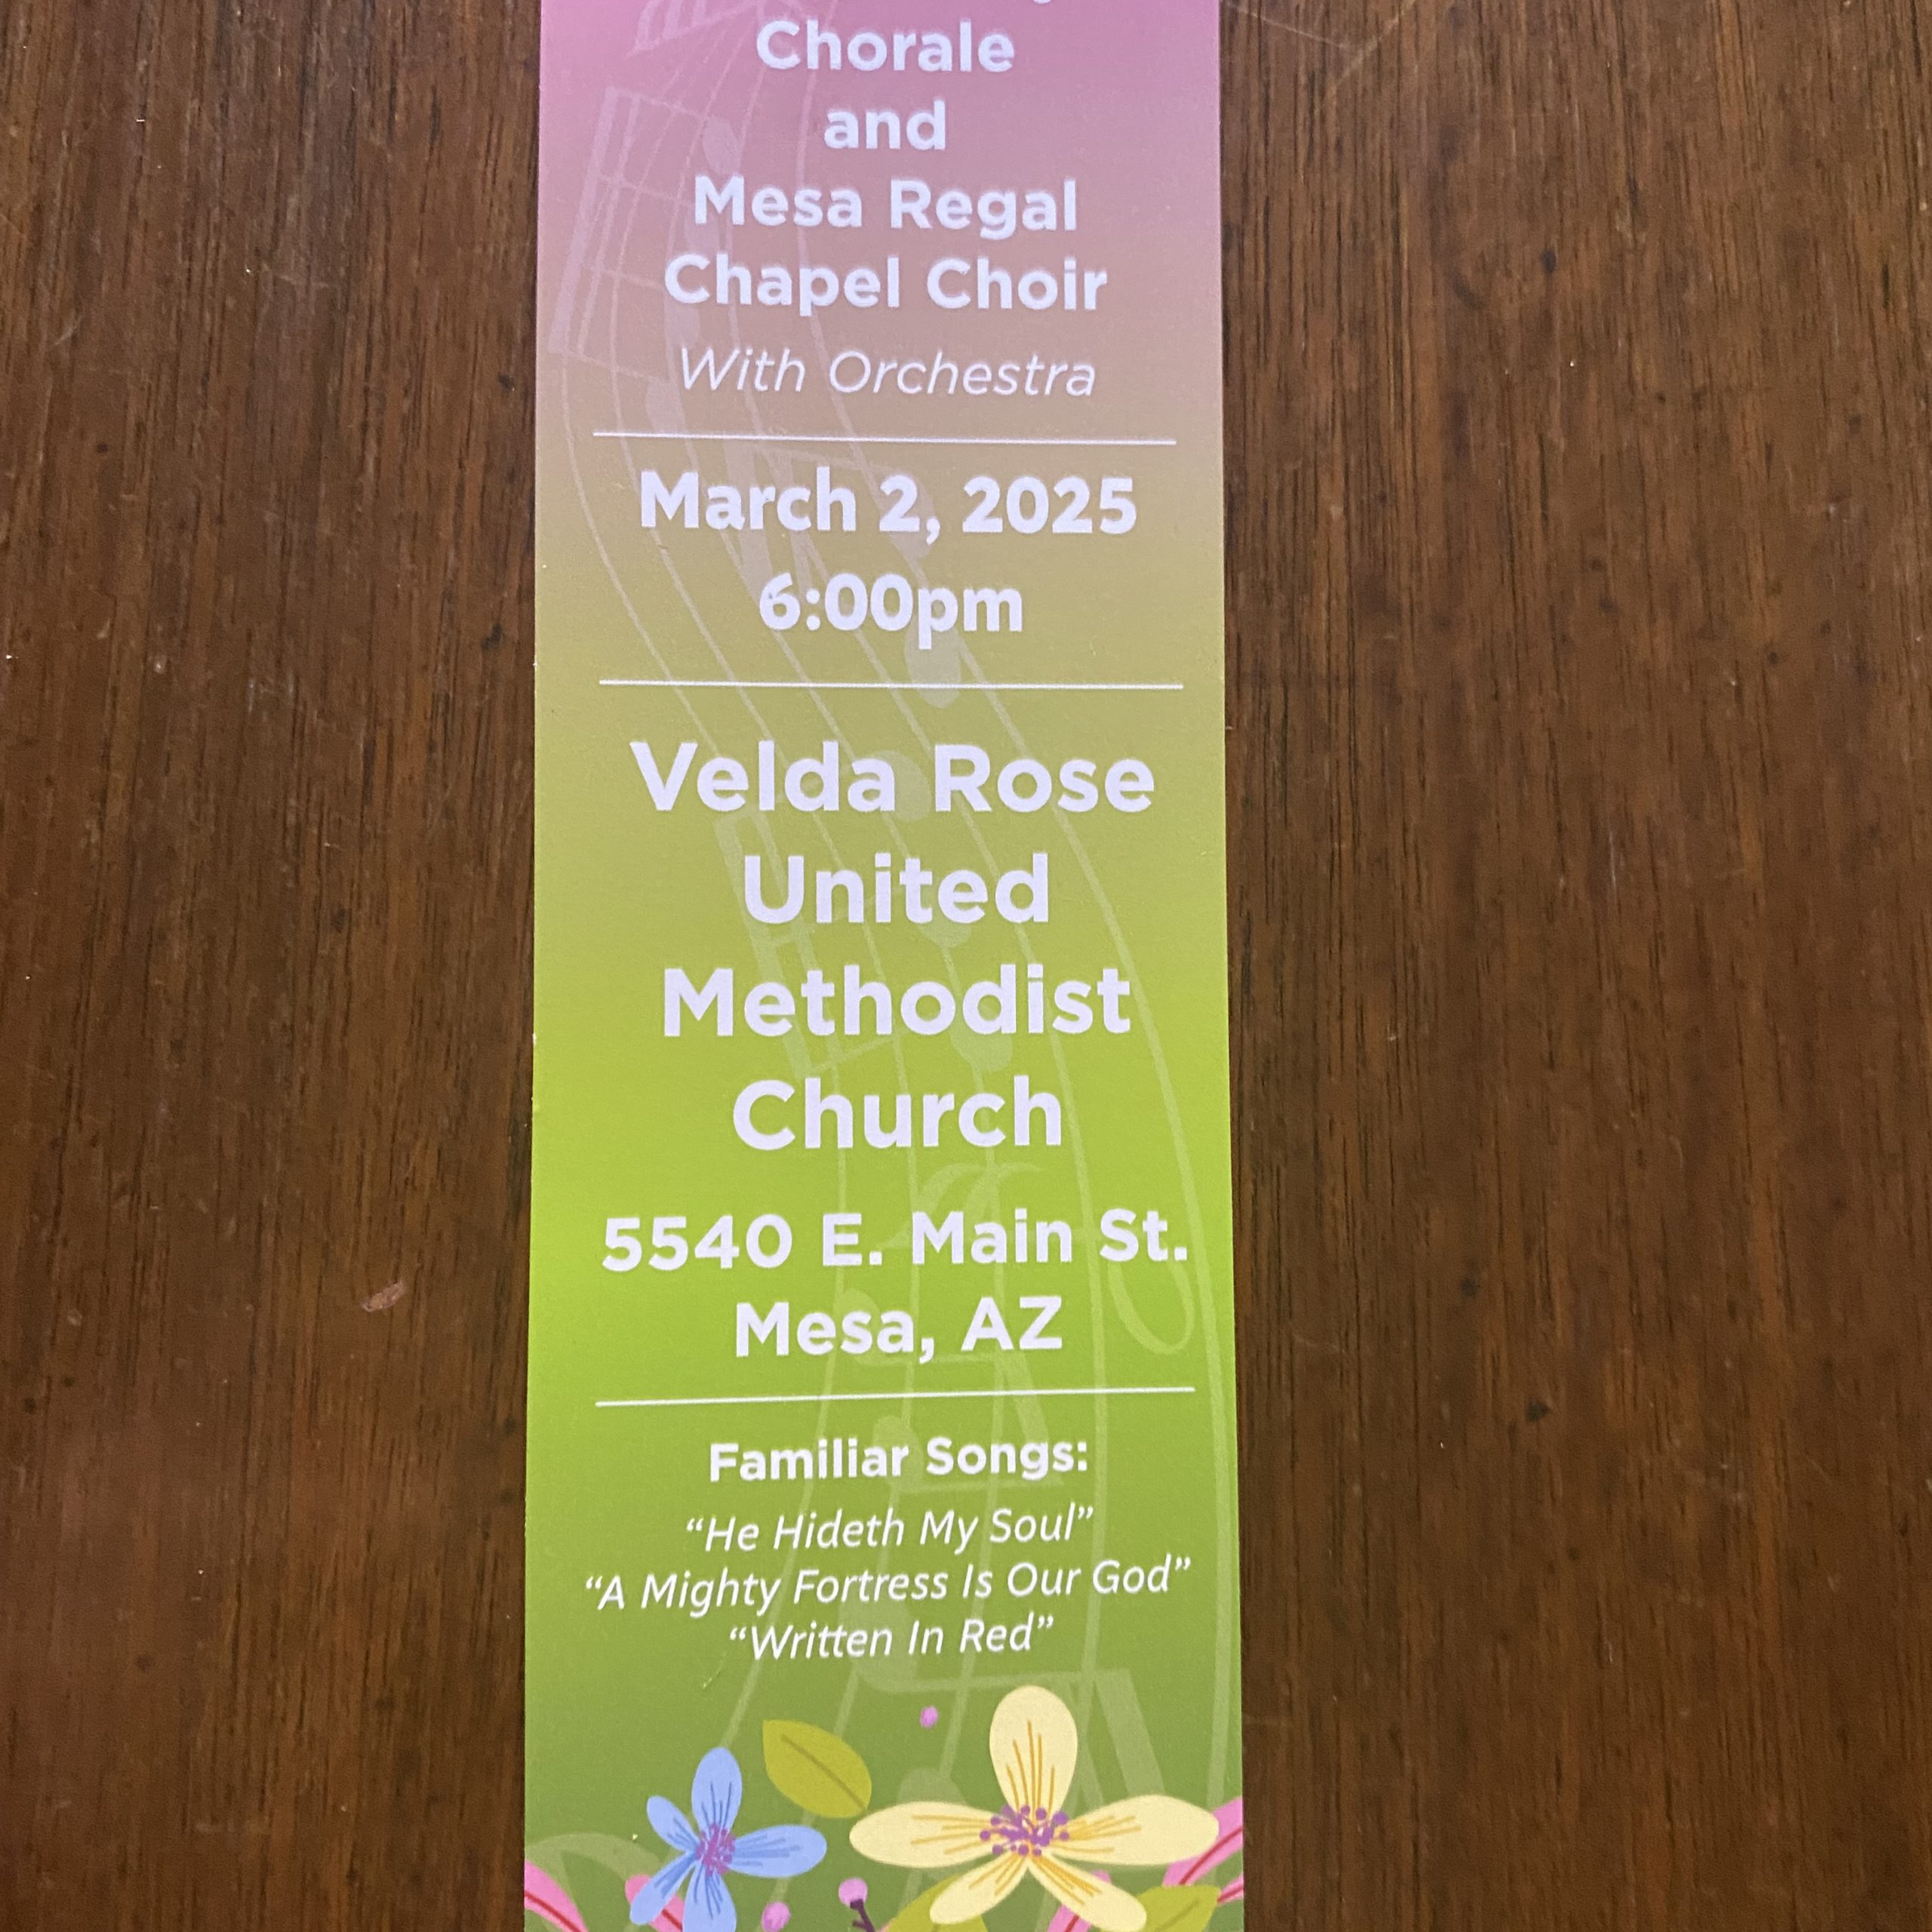 Chorale
and
Mesa Regal
Chapel Choir
With Orchestra
March 2, 2025
6:00pm
Velda Rose
United
Methodist
Church
5540 E. Main St.
Mesa, AZ
Familiar Songs:
“He Hideth My Soul”
“A Mighty Fortress Is Our God”
“Written In Red”